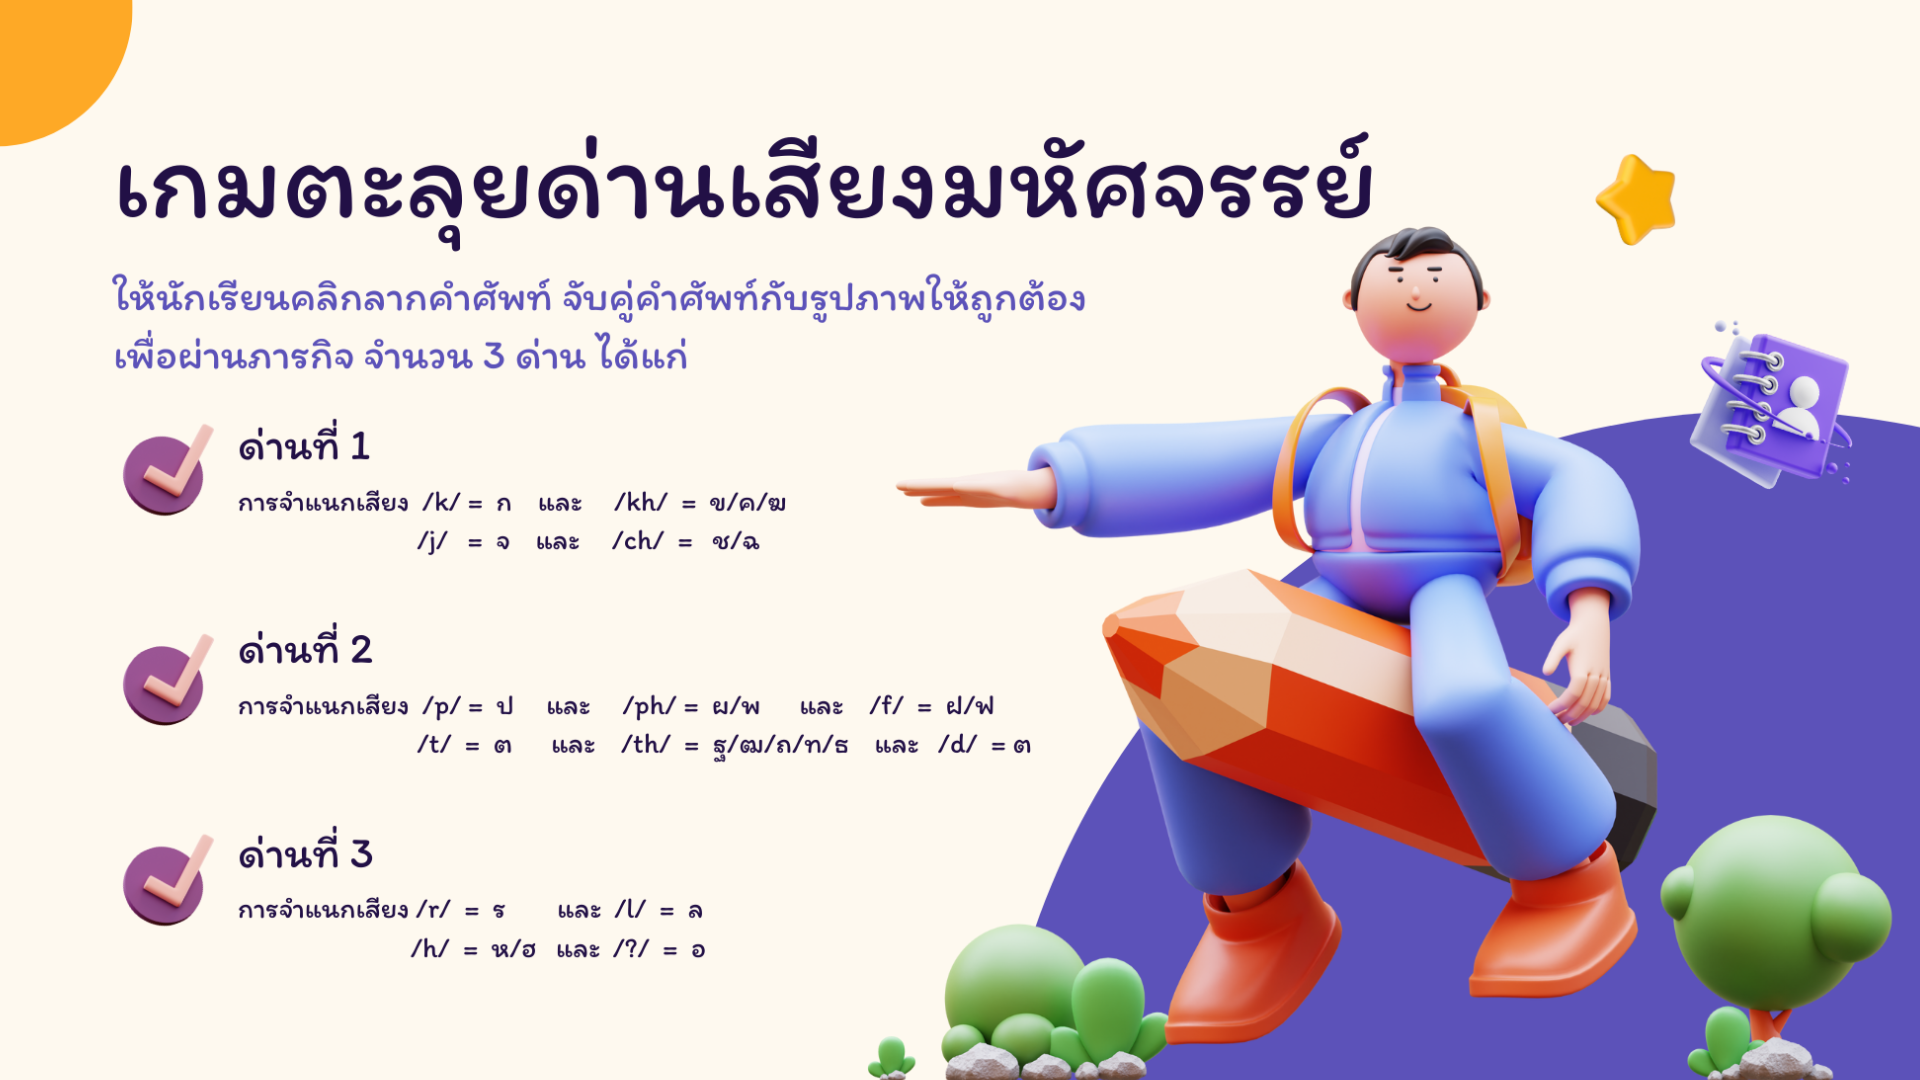 เกมตะลุยด่านเสียงมหัศจรรย์
ให้นักเรียนคลิกลากคำศัพท์ จับคู่คำศัพท์กับรูปภาพให้ถูกต้อง
เพื่อผ่านภารกิจ จำนวน 3 ด่าน ได้แก่
ด่านที่ 1
การจำแนกเสียง /k/ = ก และ /kh/ = ข/ค/ฆ
/j/ = จ และ /ch/ = ช/ฉ
ด่านที่ 2
การจำแนกเสียง /p/ = ป และ /ph/ = ผ/พ และ /f/ = ฝ/ฟ
/t/ = ต และ /th/ = ฐ/ฒ/ถ/ท/ธ และ /d/ = ต
ด่านที่ 3
การจำแนกเสียง /r/ = ร และ /l/ = ล
/h/ = ห/ฮ และ /?/ = อ